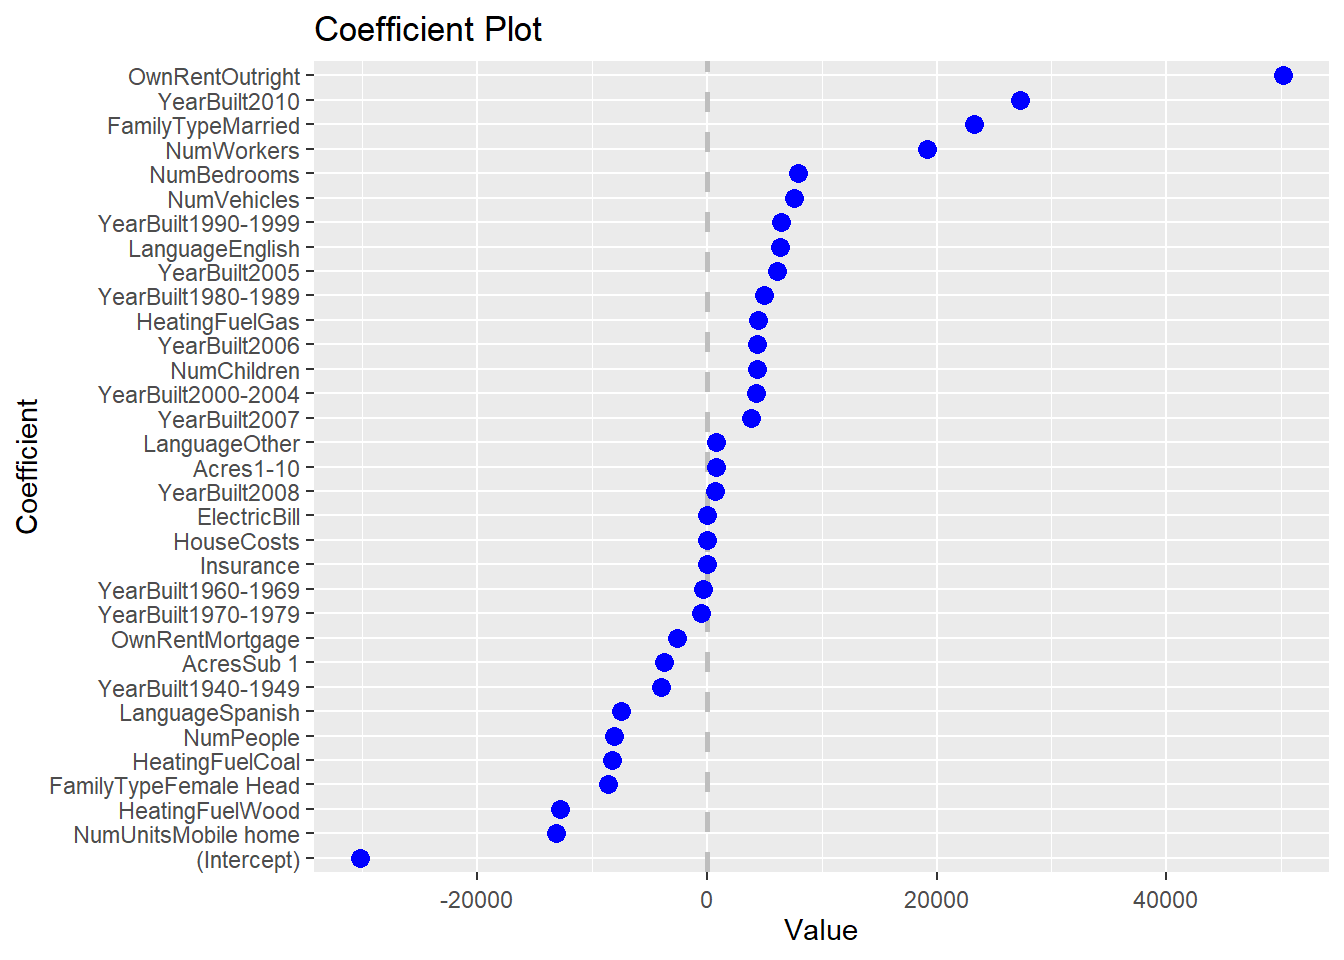 Coefficient Plot
OwnRentOutright
YearBuilt2010
FamilyTypeMarried
NumWorkers
NumBedrooms
NumVehicles
YearBuilt1990-1999
LanguageEnglish
YearBuilt2005
YearBuilt1980-1989
HeatingFuelGas
YearBuilt2006
NumChildren
YearBuilt2000-2004
YearBuilt2007
LanguageOther
Acres1-10
YearBuilt2008
ElectricBill
HouseCosts
Insurance
YearBuilt1960-1969
YearBuilt1970-1979
OwnRentMortgage
AcresSub 1
YearBuilt1940-1949
LanguageSpanish
NumPeople
HeatingFuelCoal
FamilyTypeFemale Head
HeatingFuelWood
NumUnitsMobile home
(Intercept)
Coefficient
-20000 0 20000 40000
Value